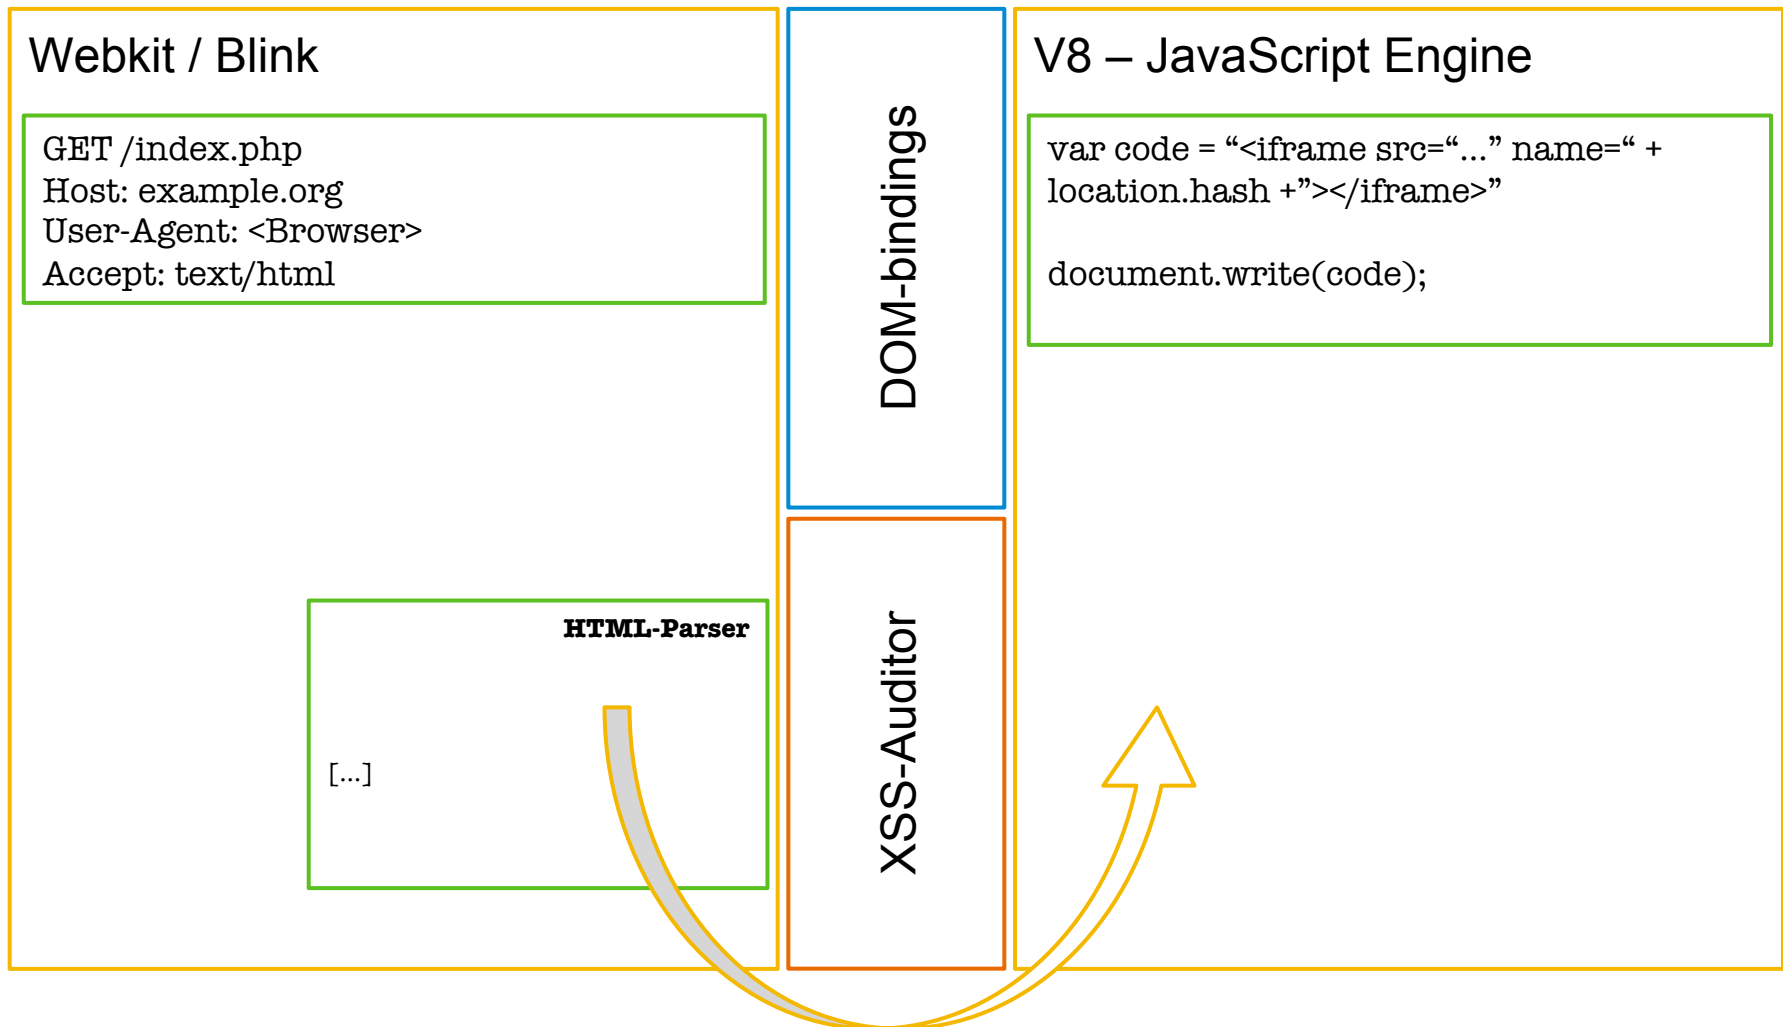 Webkit / Blink
GET /index.php
Host: example.org
User-Agent: <Browser>
Accept: text/html
HTML-Parser
[...]
DOM-bindings
XSS-Auditor
V8 – JavaScript Engine
var code = “<iframe src=“...” name=“ +
location.hash +”></iframe>”
document.write(code);